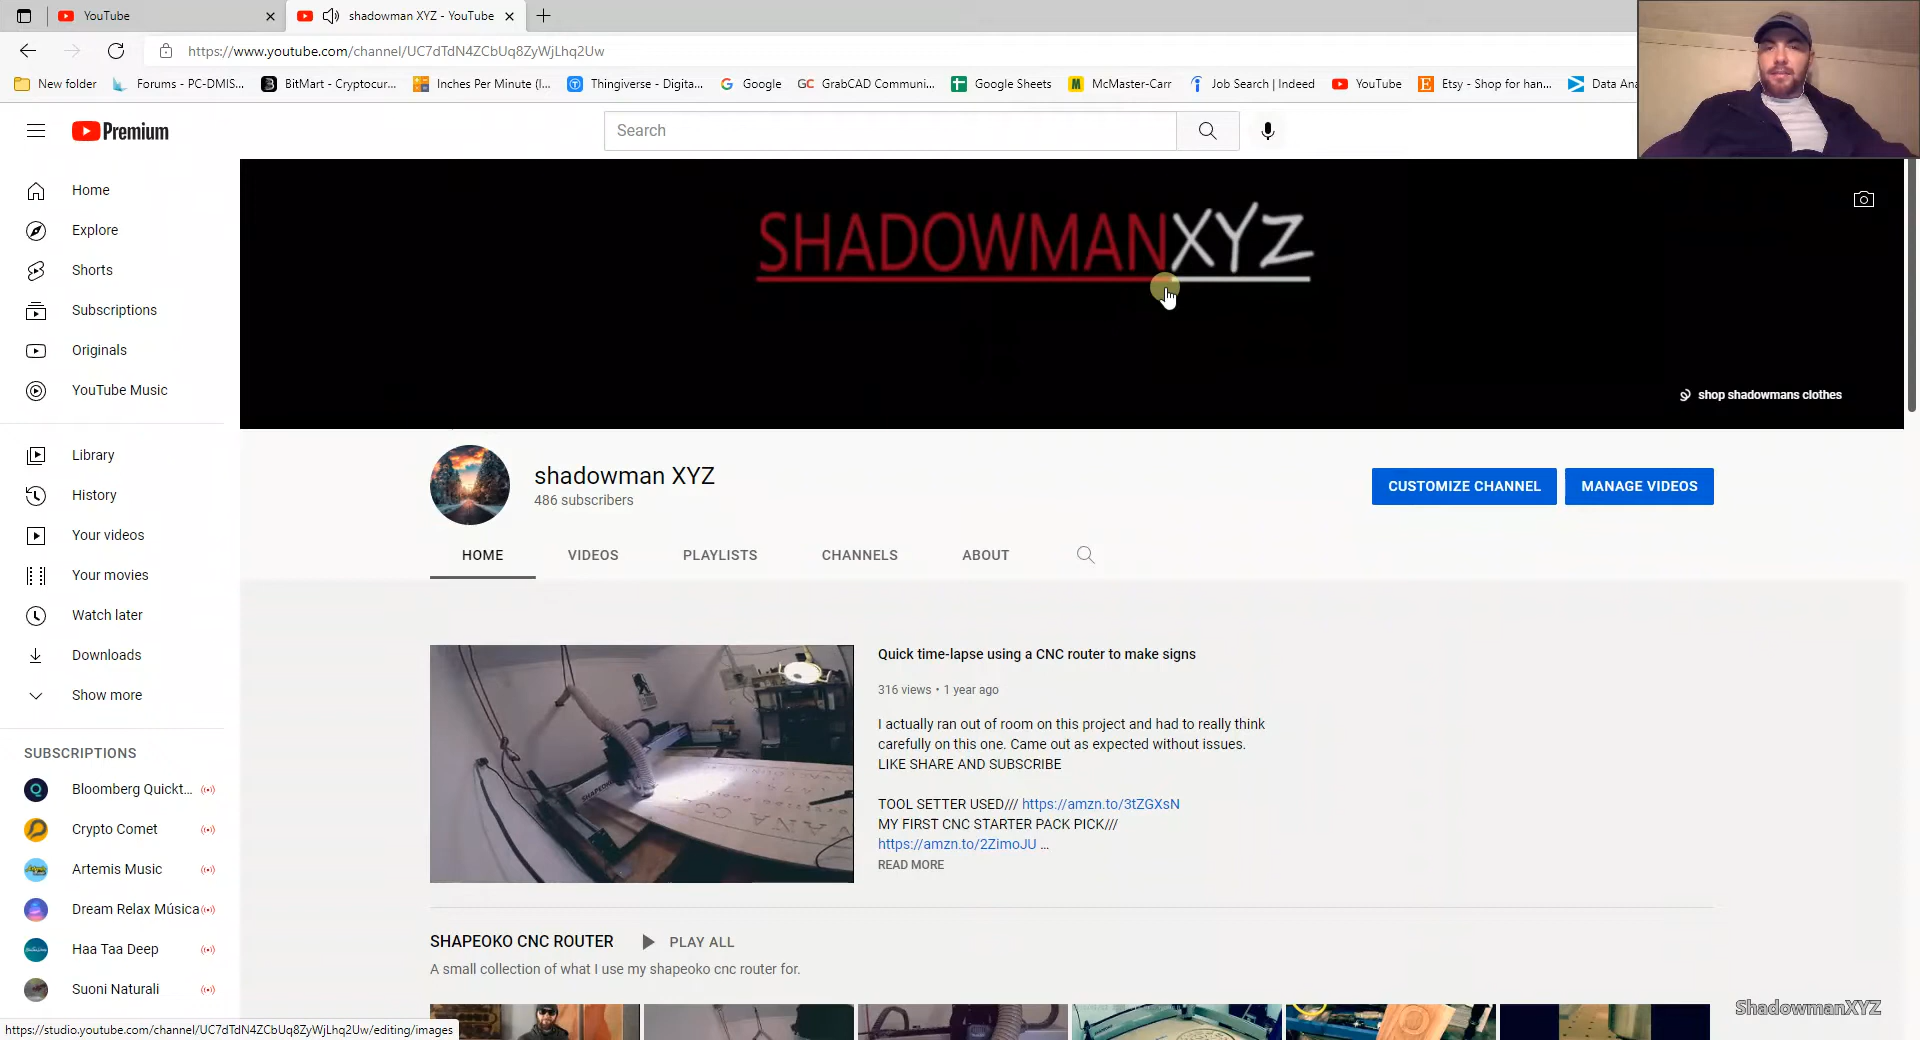 YouTube
shadowman XYZ - YouTube
https://www.youtube.com/channel/UC7dTdN4ZCbUq8ZyWjLhq2Uw
New folder
Forums - PC-DMIS...
BitMart - Cryptocur...
Inches Per Minute (I...
Thingiverse - Digita...
Google
GC GrabCAD Communi...
Google Sheets
McMaster-Carr
Job Search | Indeed
YouTube
Etsy - Shop for han...
Data Ana
Premium
Search
Home
Explore
Shorts
Subscriptions
Originals
YouTube Music
Library
History
Your videos
Your movies
Watch later
Downloads
Show more
SUBSCRIPTIONS
Bloomberg Quickt...
Crypto Comet
Artemis Music
Dream Relax Música
Haa Taa Deep
Suoni Naturali
https://studio.youtube.com/channel/UC7dTdN4ZCbUq8ZyWjLhq2Uw/editing/images
SHADOWMANXYZ
shop shadowmans clothes
shadowman XYZ
486 subscribers
CUSTOMIZE CHANNEL
MANAGE VIDEOS
HOME
VIDEOS
PLAYLISTS
CHANNELS
ABOUT
Quick time-lapse using a CNC router to make signs
316 views • 1 year ago
I actually ran out of room on this project and had to really think
carefully on this one. Came out as expected without issues.
LIKE SHARE AND SUBSCRIBE
TOOL SETTER USED/// https://amzn.to/3tZGXsN
MY FIRST CNC STARTER PACK PICK///
https://amzn.to/2ZimoJU ...
READ MORE
SHAPEOKO
SHAPEOKO CNC ROUTER
PLAY ALL
A small collection of what I use my shapeoko cnc router for.
ShadowmanXYZ